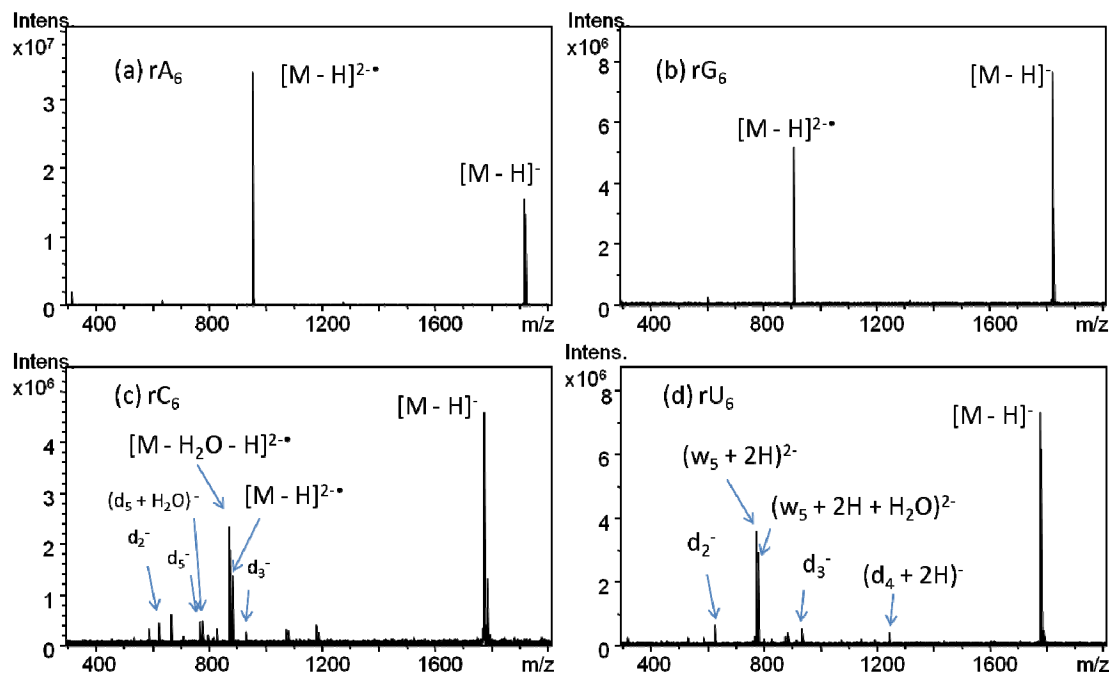 Intens.
x10⁷
(a) rA₆
[M - H]²⁻•
[M - H]⁻
3
2
1
0
400 800 1200 1600 m/z
Intens.
x10⁶
(b) rG₆
[M - H]⁻
[M - H]²⁻•
8
6
4
2
0
400 800 1200 1600 m/z
Intens.
x10⁶
(c) rC₆
[M - H]⁻
[M - H₂O - H]²⁻•
(d₅ + H₂O)⁻
[M - H]²⁻•
d₂⁻
d₅⁻
d₃⁻
4
3
2
1
0
400 800 1200 1600 m/z
Intens.
x10⁶
(d) rU₆
[M - H]⁻
(w₅ + 2H)²⁻
(w₅ + 2H + H₂O)²⁻
d₂⁻
d₃⁻
(d₄ + 2H)⁻
8
6
4
2
0
400 800 1200 1600 m/z